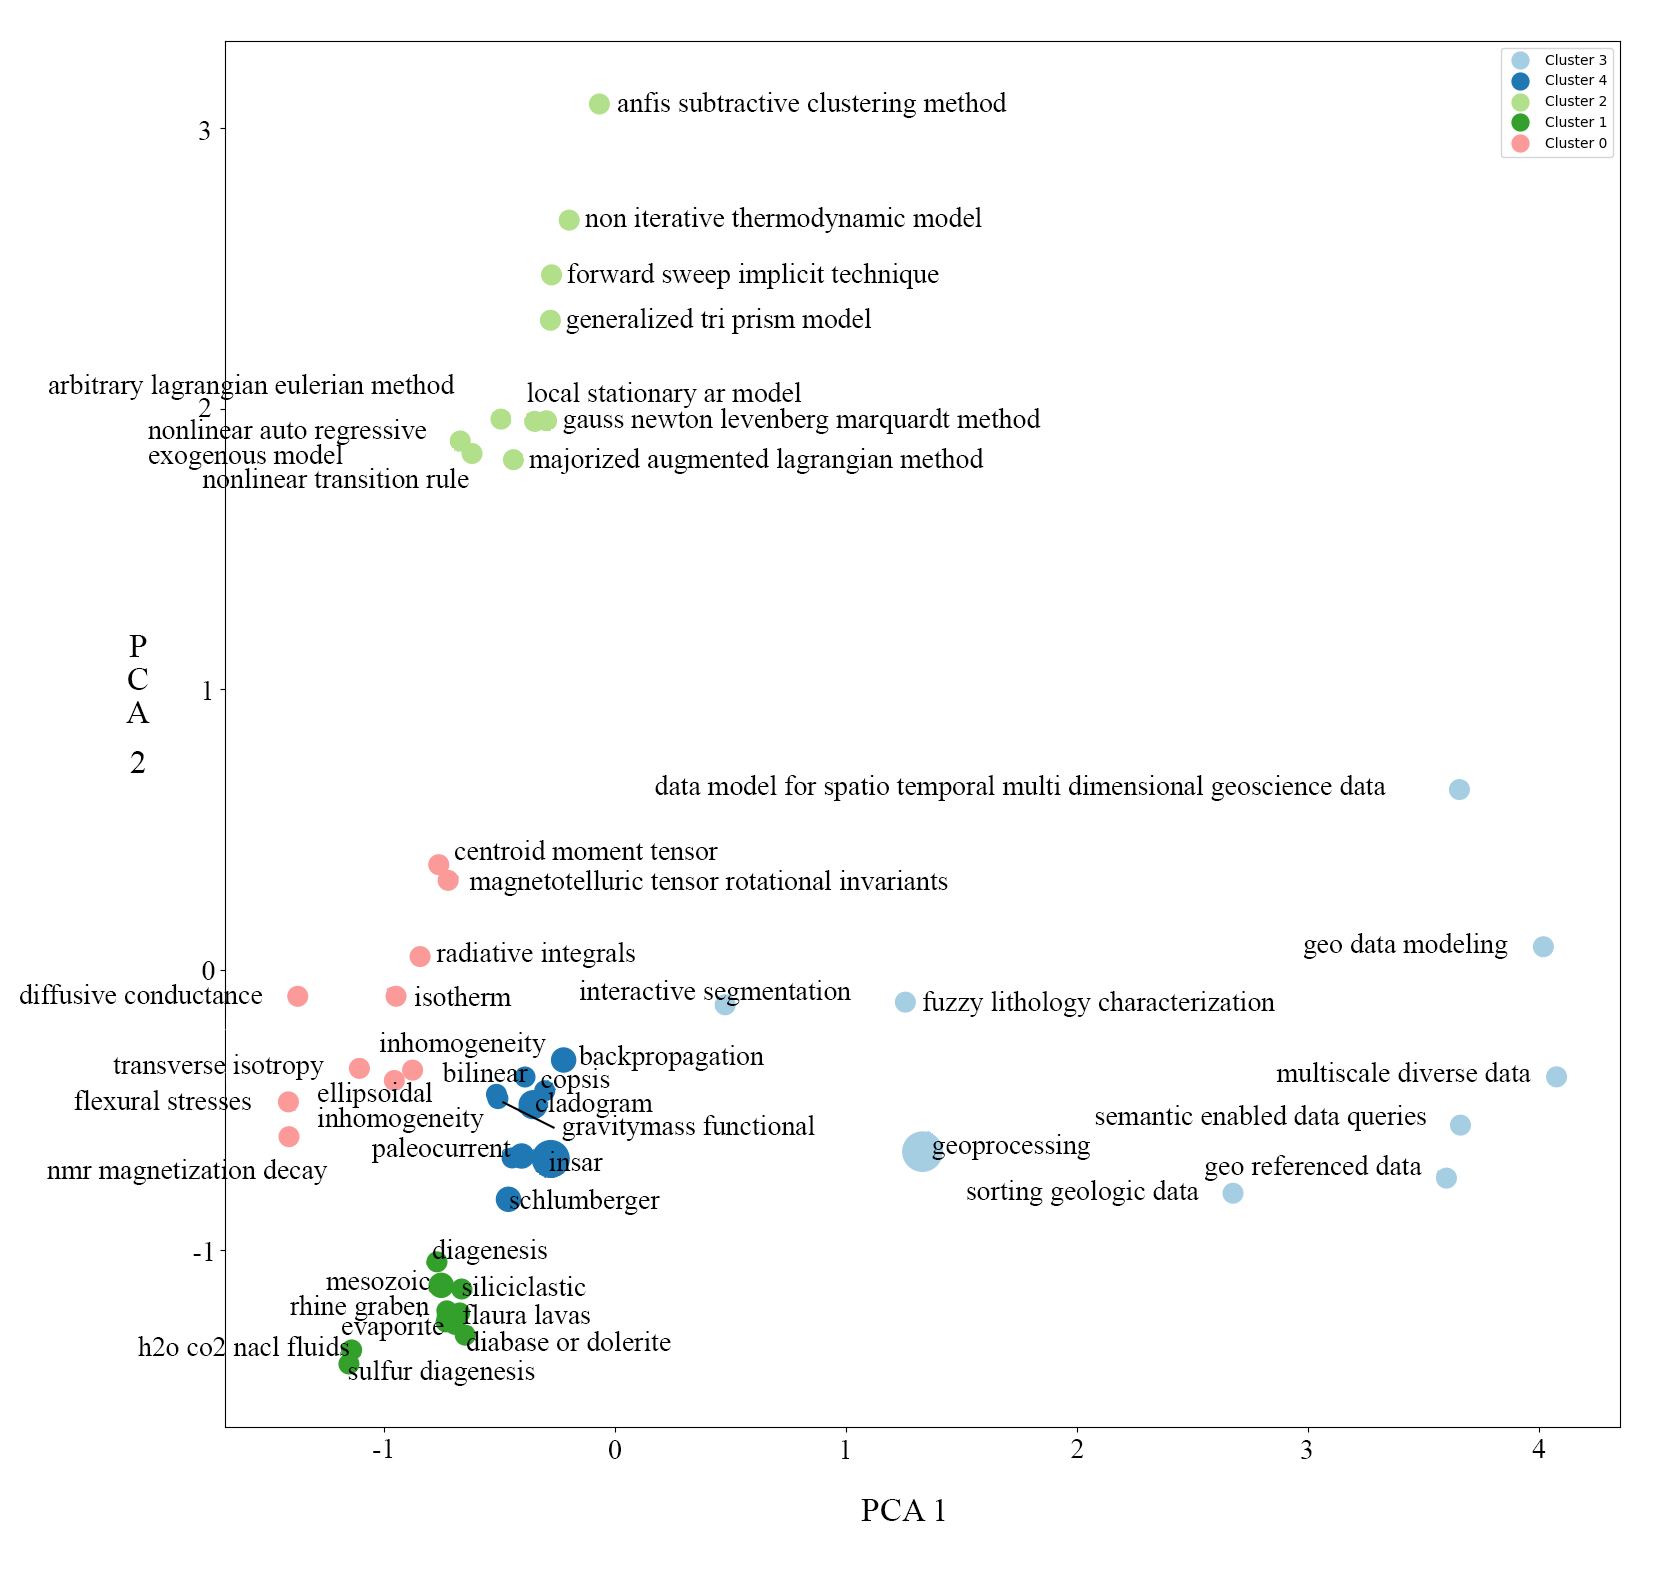 Cluster 3
Cluster 4
Cluster 2
Cluster 1
Cluster 0
anfis subtractive clustering method
3
non iterative thermodynamic model
forward sweep implicit technique
generalized tri prism model
arbitrary lagrangian eulerian method
local stationary ar model
2
gauss newton levenberg marquardt method
nonlinear auto regressive
exogenous model
majorized augmented lagrangian method
nonlinear transition rule
P
C
A
2
1
data model for spatio temporal multi dimensional geoscience data
centroid moment tensor
magnetotelluric tensor rotational invariants
geo data modeling
radiative integrals
0
diffusive conductance
isotherm
interactive segmentation
fuzzy lithology characterization
inhomogeneity
backpropagation
transverse isotropy
bilinear
copsis
multiscale diverse data
ellipsoidal
inhomogeneity
flexural stresses
cladogram
semantic enabled data queries
gravitymass functional
paleocurrent
geoprocessing
insar
geo referenced data
nmr magnetization decay
sorting geologic data
schlumberger
-1
diagenesis
mesozoic
siliciclastic
rhine graben
flaura lavas
evaporite
diabase or dolerite
h2o co2 nacl fluids
sulfur diagenesis
-1
0
1
2
3
4
PCA 1